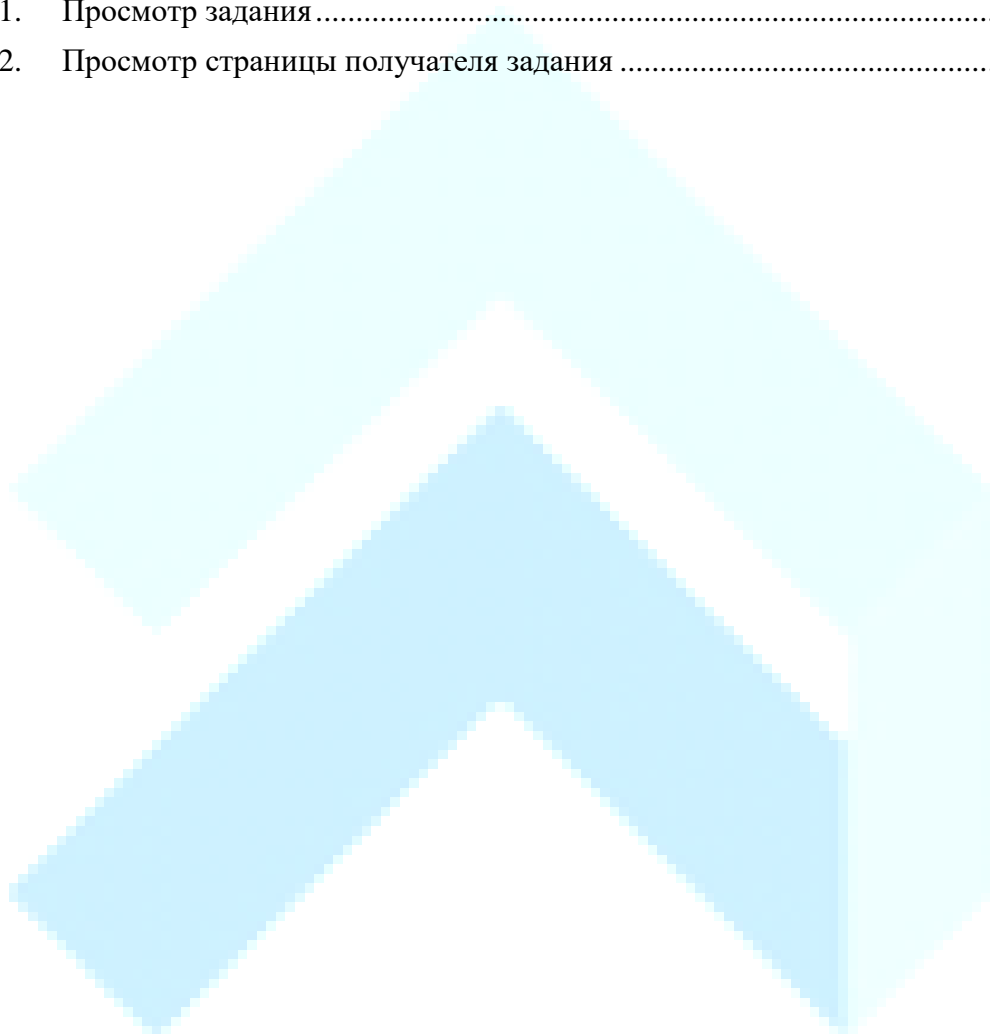 1. Просмотр задания................................................................................
2. Просмотр страницы получателя задания ..............................................